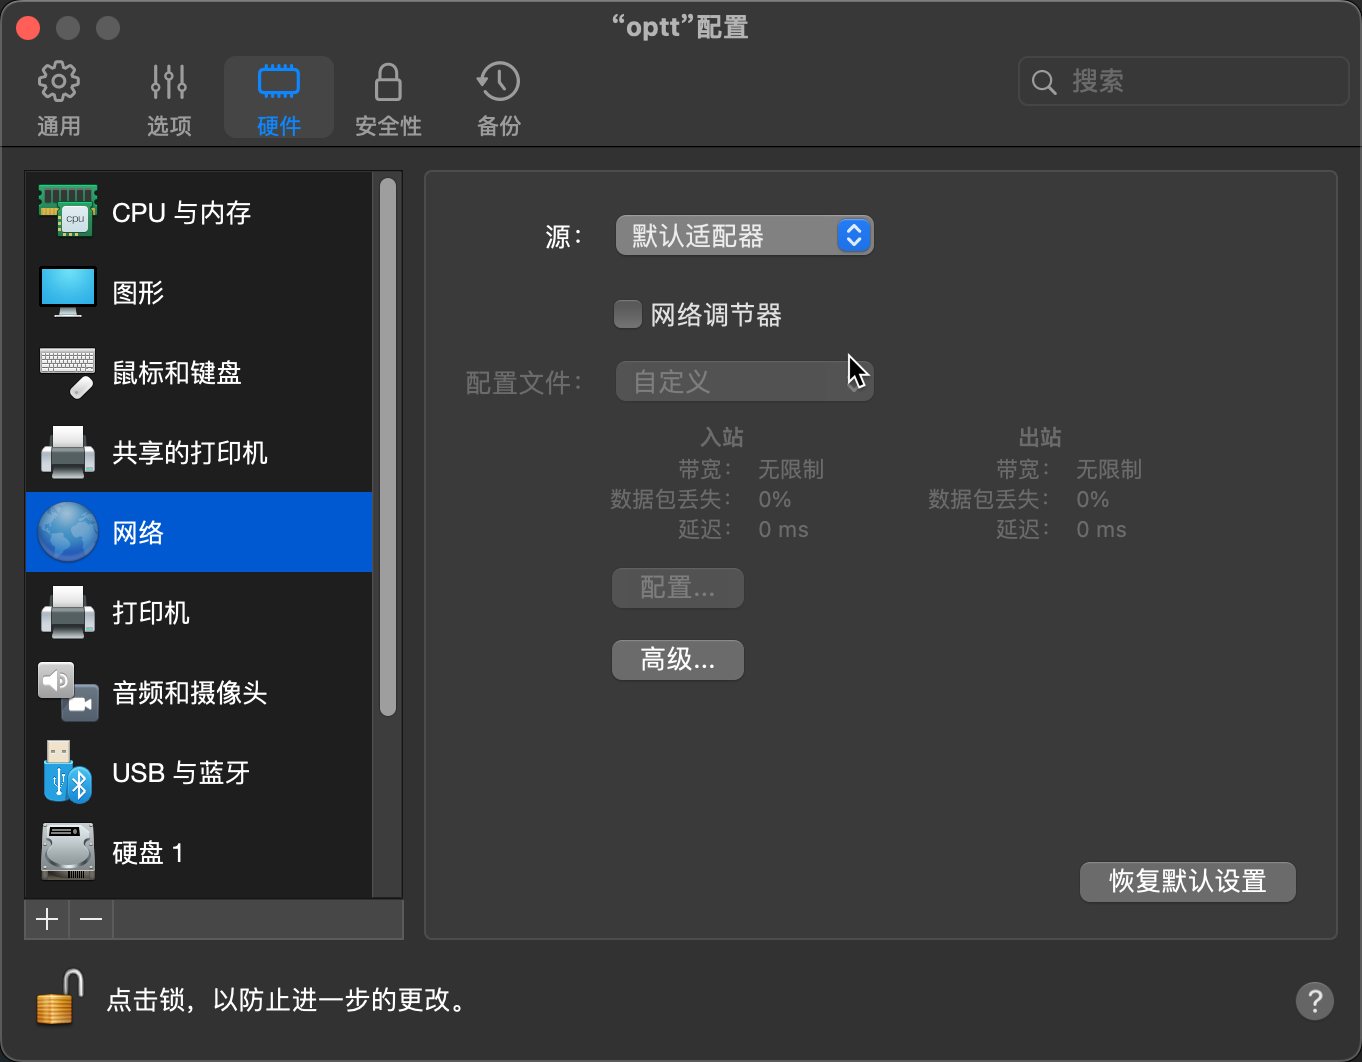 “optt”配置
通用
选项
硬件
安全性
备份
搜索
CPU 与内存
cpu
图形
鼠标和键盘
共享的打印机
网络
打印机
音频和摄像头
USB 与蓝牙
硬盘 1
源：
默认适配器
网络调节器
配置文件：
自定义
入站
出站
带宽：
无限制
带宽：
无限制
数据包丢失：
0%
数据包丢失：
0%
延迟：
0 ms
延迟：
0 ms
配置...
高级...
恢复默认设置
点击锁，以防止进一步的更改。
?